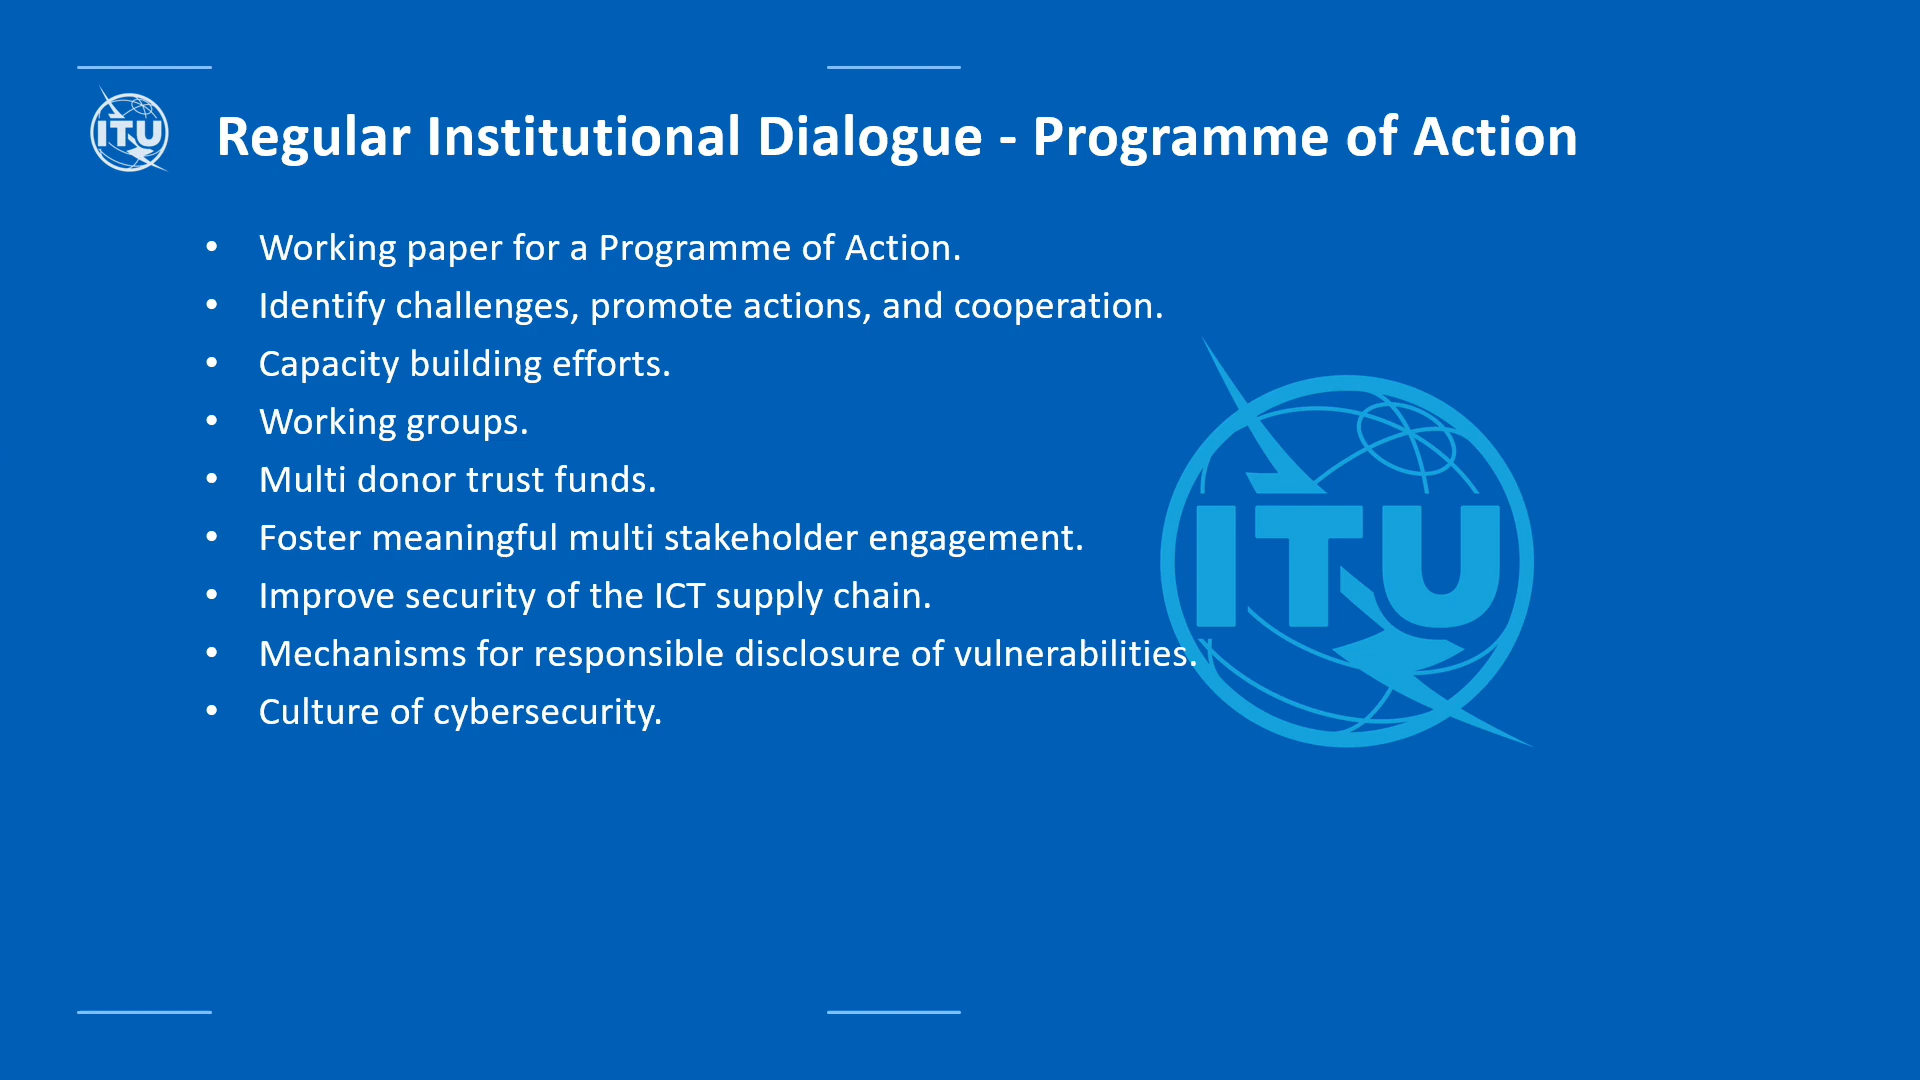 ITU
Regular Institutional Dialogue - Programme of Action
• Working paper for a Programme of Action.
• Identify challenges, promote actions, and cooperation.
• Capacity building efforts.
• Working groups.
• Multi donor trust funds.
• Foster meaningful multi stakeholder engagement.
• Improve security of the ICT supply chain.
• Mechanisms for responsible disclosure of vulnerabilities.
• Culture of cybersecurity.
ITU